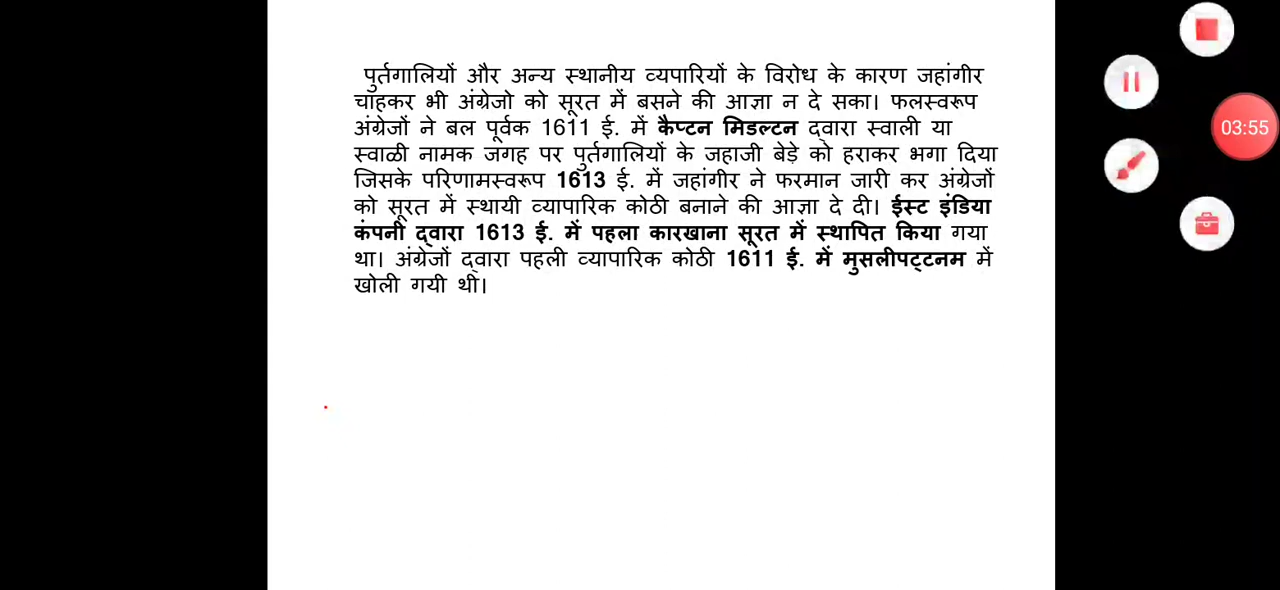 पुर्तगालियों और अन्य स्थानीय व्यपारियों के विरोध के कारण जहांगीर
चाहकर भी अंग्रेजो को सूरत में बसने की आज्ञा न दे सका। फलस्वरूप
अंग्रेजों ने बल पूर्वक 1611 ई. में कैप्टन मिडल्टन द्वारा स्वाली या
स्वाळी नामक जगह पर पुर्तगालियों के जहाजी बेड़े को हराकर भगा दिया
जिसके परिणामस्वरूप 1613 ई. में जहांगीर ने फरमान जारी कर अंग्रेजों
को सूरत में स्थायी व्यापारिक कोठी बनाने की आज्ञा दे दी। ईस्ट इंडिया
कंपनी द्वारा 1613 ई. में पहला कारखाना सूरत में स्थापित किया गया
था। अंग्रेजों द्वारा पहली व्यापारिक कोठी 1611 ई. में मुसलीपट्टनम में
खोली गयी थी।
03:55